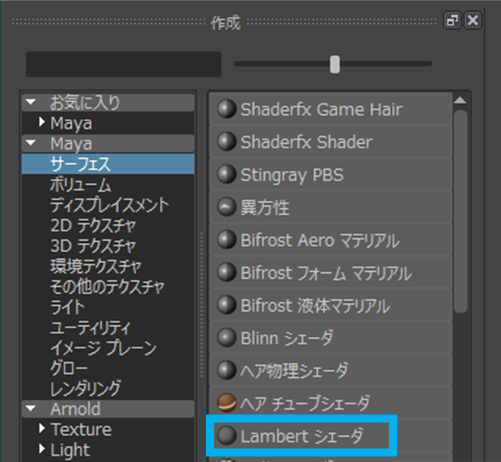 作成
お気に入り
Maya
Maya
サーフェス
ボリューム
ディスプレイスメント
2D テクスチャ
3D テクスチャ
環境テクスチャ
その他のテクスチャ
ライト
ユーティリティ
イメージ プレーン
グロー
レンダリング
Arnold
Texture
Light
Shaderfx Game Hair
Shaderfx Shader
Stingray PBS
異方性
Bifrost Aero マテリアル
Bifrost フォーム マテリアル
Bifrost 液体マテリアル
Blinn シェーダ
ヘア物理シェーダ
ヘア チューブシェーダ
Lambert シェーダ